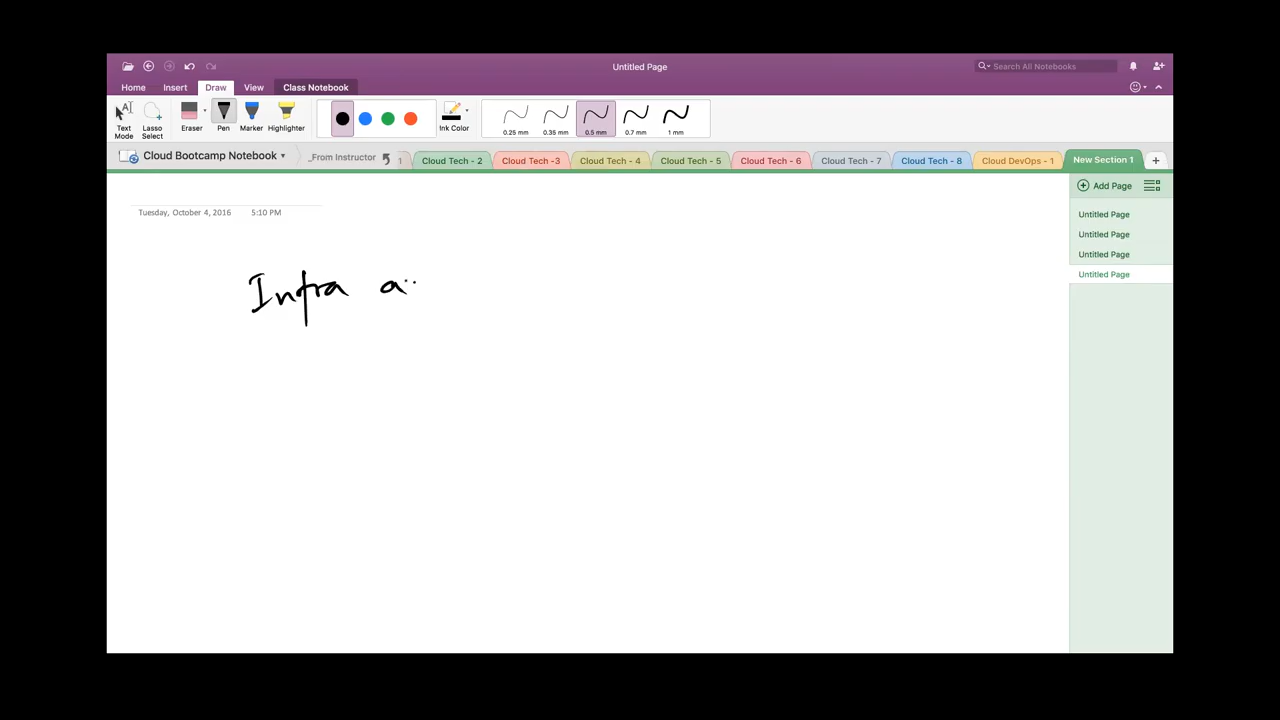 Untitled Page
Search All Notebooks
Home Insert Draw View Class Notebook
Text Mode
Lasso Select
Eraser
Pen
Marker
Highlighter
Ink Color
0.25 mm
0.35 mm
0.5 mm
0.7 mm
1 mm
Cloud Bootcamp Notebook
_From Instructor
1
Cloud Tech - 2
Cloud Tech -3
Cloud Tech - 4
Cloud Tech - 5
Cloud Tech - 6
Cloud Tech - 7
Cloud Tech - 8
Cloud DevOps - 1
New Section 1
Add Page
Tuesday, October 4, 2016 5:10 PM
Untitled Page
Untitled Page
Untitled Page
Untitled Page
Infra a